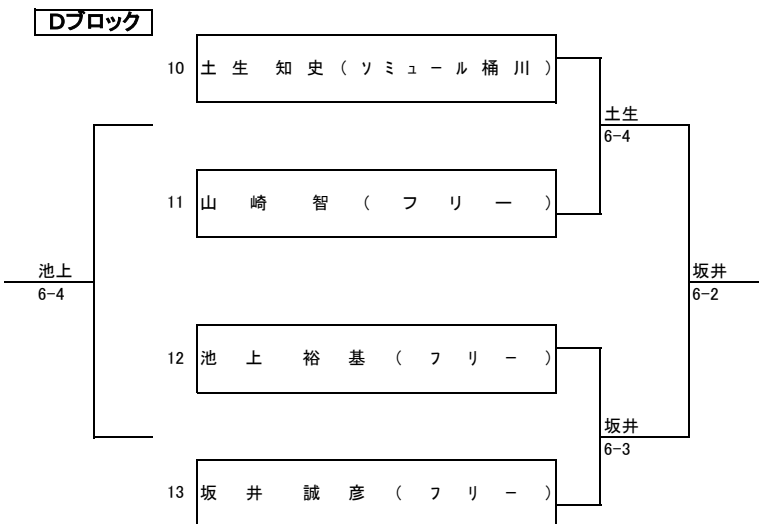 Dブロック
10 土 生 知 史 ( ソ ミ ュ ー ル 桶 川 )
土生
6-4
11 山 崎 智 ( フ リ ー )
池上
6-4
坂井
6-2
12 池 上 裕 基 ( フ リ ー )
坂井
6-3
13 坂 井 誠 彦 ( フ リ ー )